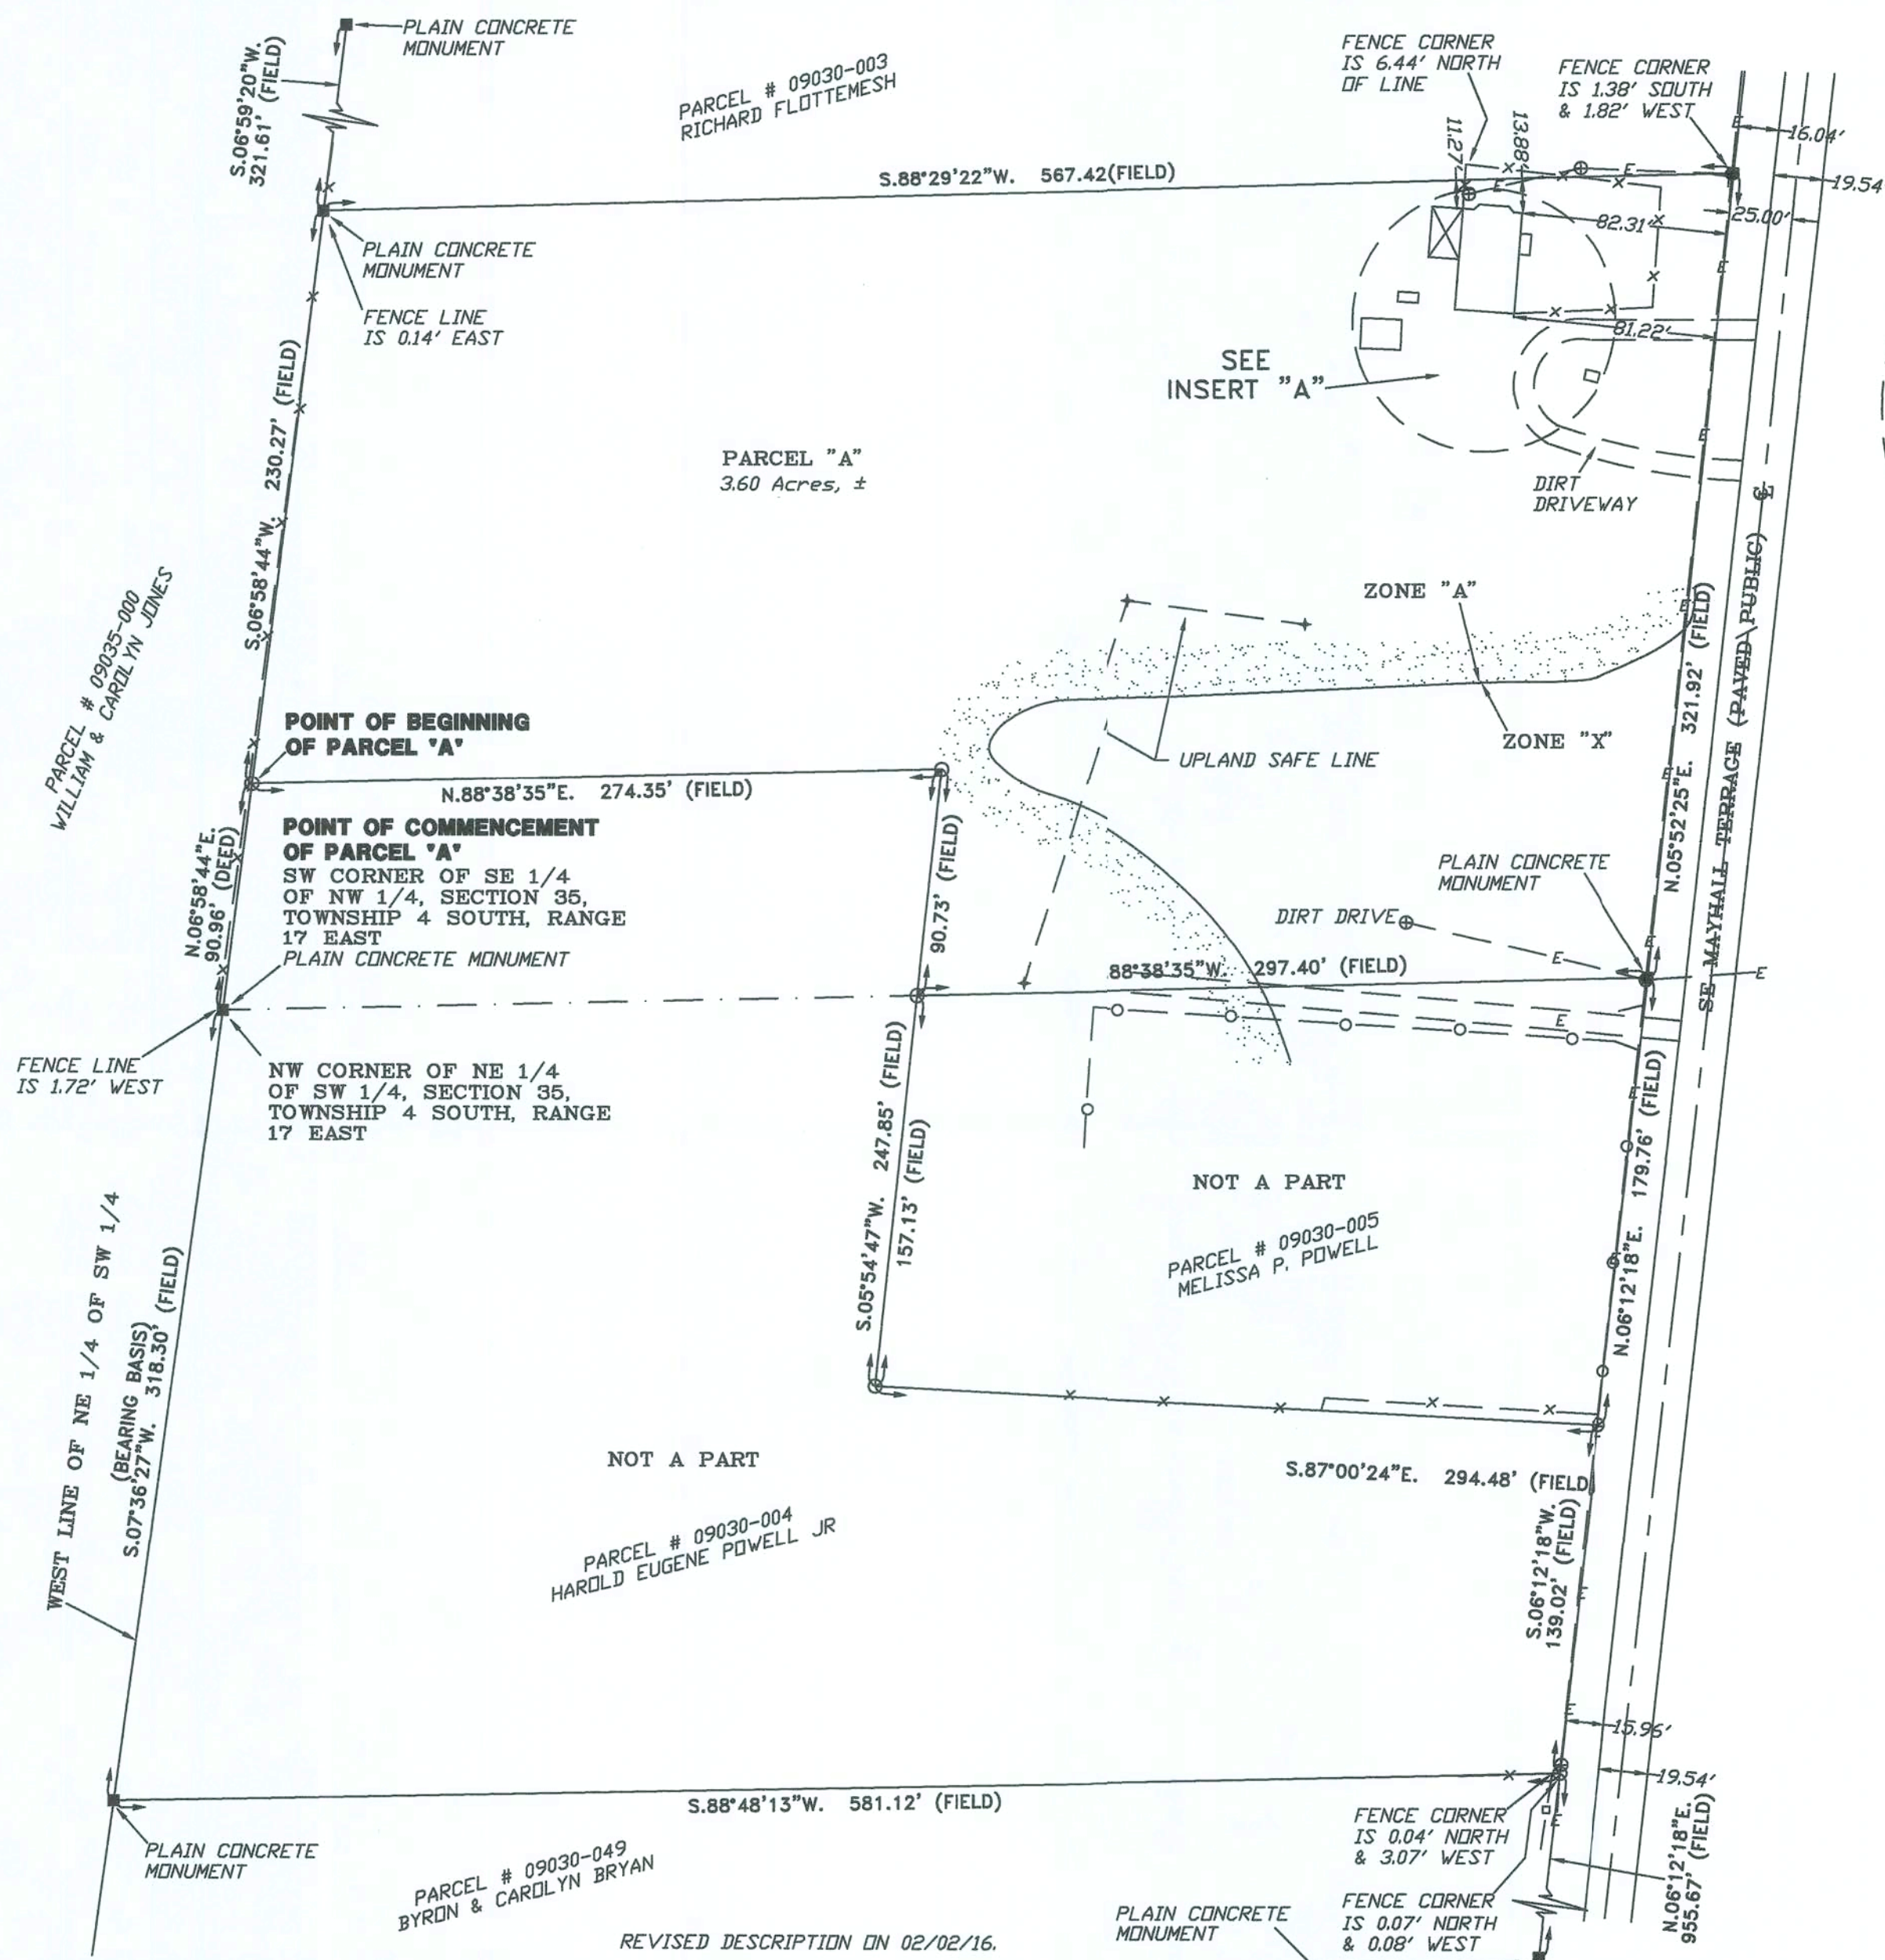 PLAIN CONCRETE
MONUMENT
S.06°59'20"W.
321.61' (FIELD)
PARCEL # 09030-003
RICHARD FLOTTEMESH
FENCE CORNER
IS 6.44' NORTH
OF LINE
FENCE CORNER
IS 1.38' SOUTH
& 1.82' WEST
E
16.04'
11.27'
13.88'
S.88°29'22"W. 567.42(FIELD)
E
E
19.54
25.00'
82.31'
PLAIN CONCRETE
MONUMENT
E
FENCE LINE
IS 0.14' EAST
81.22'
SEE
INSERT "A"
S.06°58'44"W. 230.27' (FIELD)
PARCEL "A"
3.60 Acres, ±
E
DIRT
DRIVEWAY
PARCEL # 09035-000
WILLIAM & CAROLYN JONES
ZONE "A"
E
N.05°52'25"E. 321.92' (FIELD)
SE MAYHALL TERRAGE (PAVED\PUBLIC)
POINT OF BEGINNING
OF PARCEL 'A'
ZONE "X"
UPLAND SAFE LINE
E
N.88°38'35"E. 274.35' (FIELD)
N.06°58'44"E.
90.96' (DEED)
POINT OF COMMENCEMENT
OF PARCEL 'A'
SW CORNER OF SE 1/4
OF NW 1/4, SECTION 35,
TOWNSHIP 4 SOUTH, RANGE
17 EAST
PLAIN CONCRETE MONUMENT
90.73' (FIELD)
PLAIN CONCRETE
MONUMENT
DIRT DRIVE
E
E
88°38'35"W. 297.40' (FIELD)
E
E
FENCE LINE
IS 1.72' WEST
NW CORNER OF NE 1/4
OF SW 1/4, SECTION 35,
TOWNSHIP 4 SOUTH, RANGE
17 EAST
S.05°54'47"W. 247.85' (FIELD)
157.13' (FIELD)
E
N.06°12'18"E. 179.76' (FIELD)
E
NOT A PART
PARCEL # 09030-005
MELISSA P. POWELL
WEST LINE OF NE 1/4 OF SW 1/4
(BEARING BASIS)
S.07°36'27"W. 318.30' (FIELD)
NOT A PART
S.87°00'24"E. 294.48' (FIELD
PARCEL # 09030-004
HAROLD EUGENE POWELL JR
S.06°12'18"W.
139.02' (FIELD)
E
E
15.96'
19.54'
S.88°48'13"W. 581.12' (FIELD)
E
PLAIN CONCRETE
MONUMENT
FENCE CORNER
IS 0.04' NORTH
& 3.07' WEST
N.06°12'18"E.
955.67' (FIELD)
PARCEL # 09030-049
BYRON & CAROLYN BRYAN
FENCE CORNER
IS 0.07' NORTH
& 0.08' WEST
PLAIN CONCRETE
MONUMENT
REVISED DESCRIPTION ON 02/02/16.